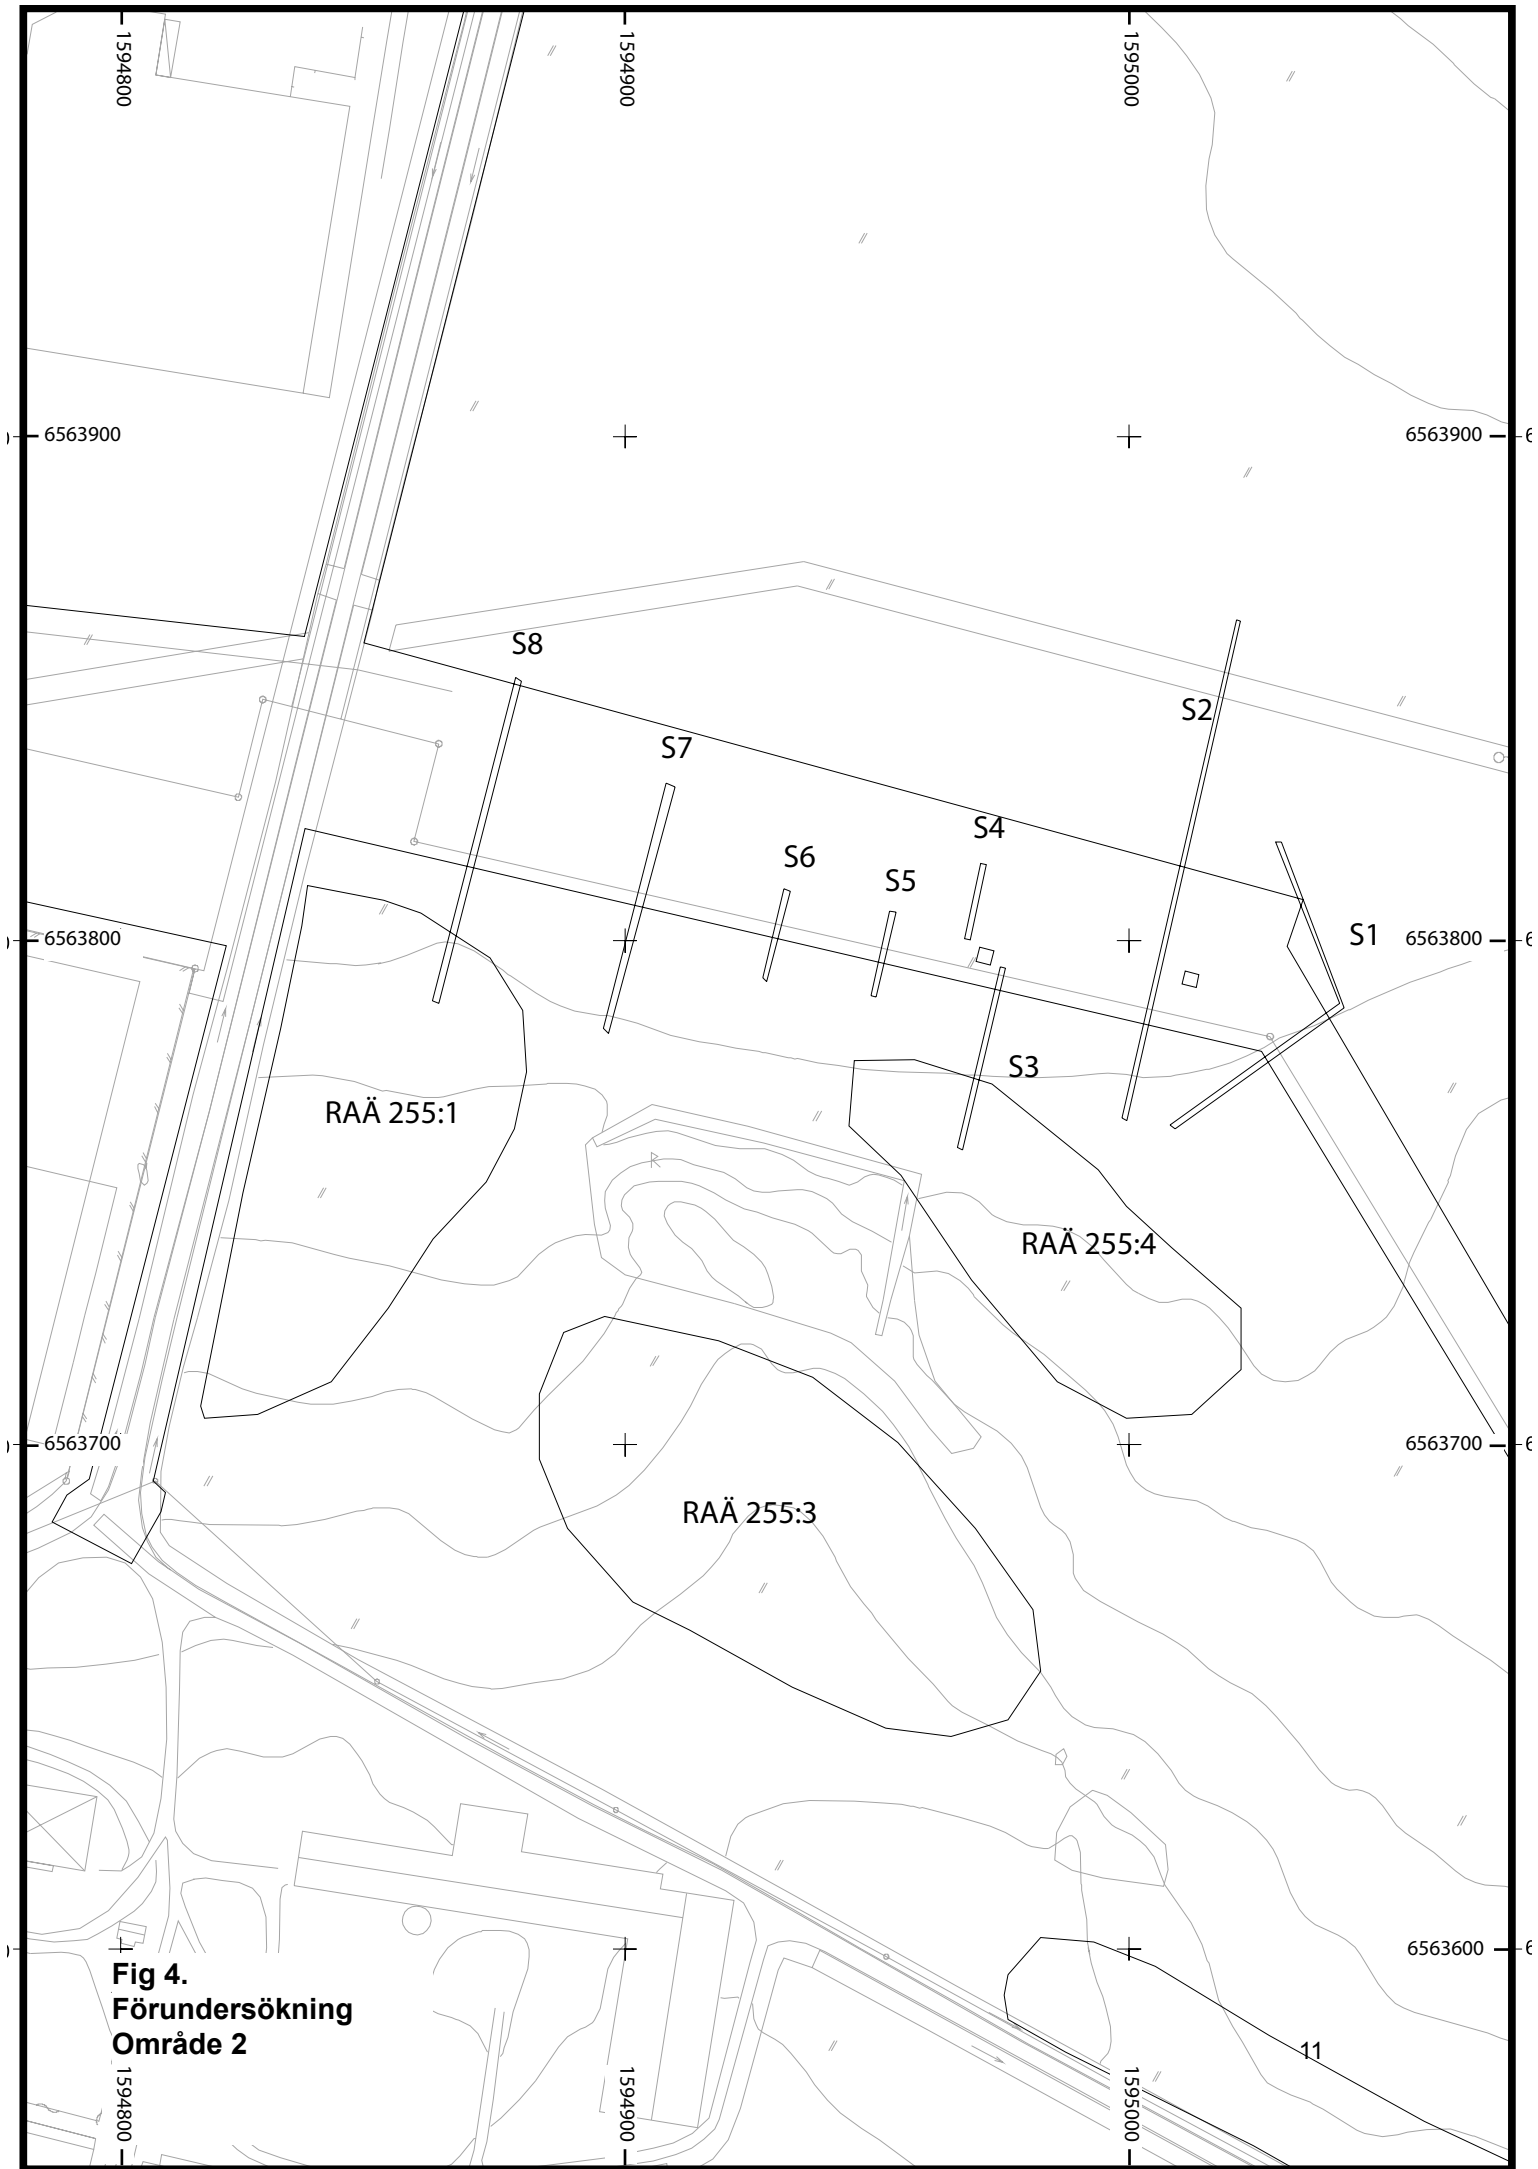 1594800
1594900
1595000
6563900
6563900
S8
S2
S7
S4
S6
S5
S1
6563800
6563800
S3
RAÄ 255:1
RAÄ 255:4
6563700
6563700
RAÄ 255:3
6563600
Fig 4.
Förundersökning
Område 2
11
1594800
1594900
1595000